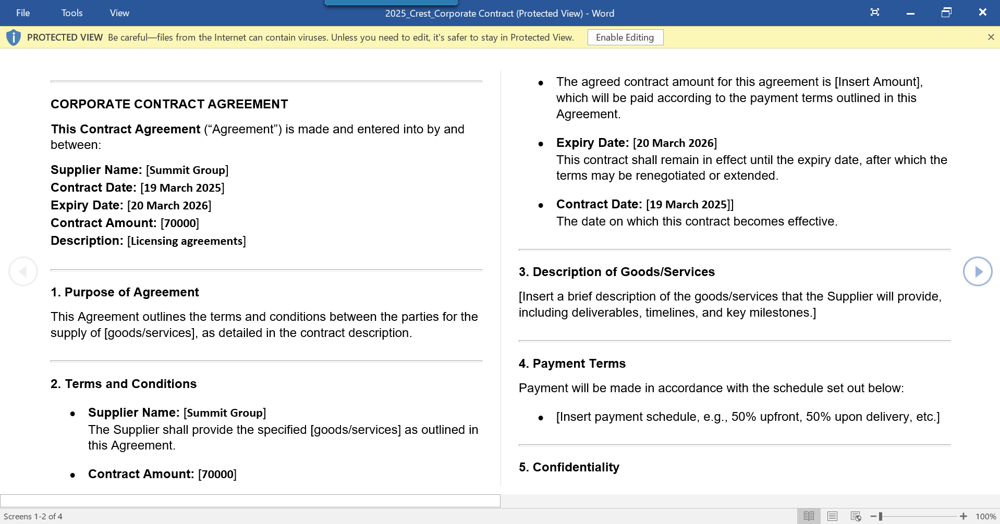 File Tools View 2025_Crest_Corporate Contract (Protected View) - Word
PROTECTED VIEW Be careful—files from the Internet can contain viruses. Unless you need to edit, it's safer to stay in Protected View. Enable Editing
CORPORATE CONTRACT AGREEMENT
This Contract Agreement (“Agreement”) is made and entered into by and
between:
Supplier Name: [Summit Group]
Contract Date: [19 March 2025]
Expiry Date: [20 March 2026]
Contract Amount: [70000]
Description: [Licensing agreements]
1. Purpose of Agreement
This Agreement outlines the terms and conditions between the parties for the
supply of [goods/services], as detailed in the contract description.
2. Terms and Conditions
● Supplier Name: [Summit Group]
The Supplier shall provide the specified [goods/services] as outlined in
this Agreement.
● Contract Amount: [70000]
● The agreed contract amount for this agreement is [Insert Amount],
which will be paid according to the payment terms outlined in this
Agreement.
● Expiry Date: [20 March 2026]
This contract shall remain in effect until the expiry date, after which the
terms may be renegotiated or extended.
● Contract Date: [19 March 2025]]
The date on which this contract becomes effective.
3. Description of Goods/Services
[Insert a brief description of the goods/services that the Supplier will provide,
including deliverables, timelines, and key milestones.]
4. Payment Terms
Payment will be made in accordance with the schedule set out below:
● [Insert payment schedule, e.g., 50% upfront, 50% upon delivery, etc.]
5. Confidentiality
Screens 1-2 of 4 100%